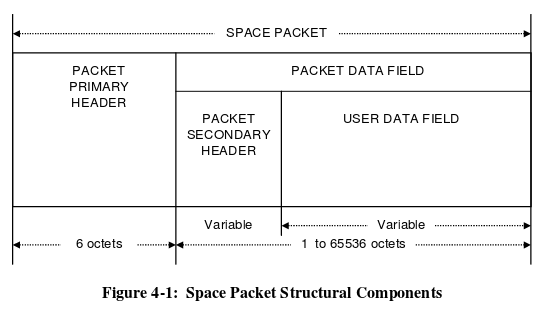 SPACE PACKET
PACKET
PRIMARY
HEADER
PACKET DATA FIELD
PACKET
SECONDARY
HEADER
USER DATA FIELD
Variable
Variable
6 octets
1 to 65536 octets
Figure 4-1: Space Packet Structural Components